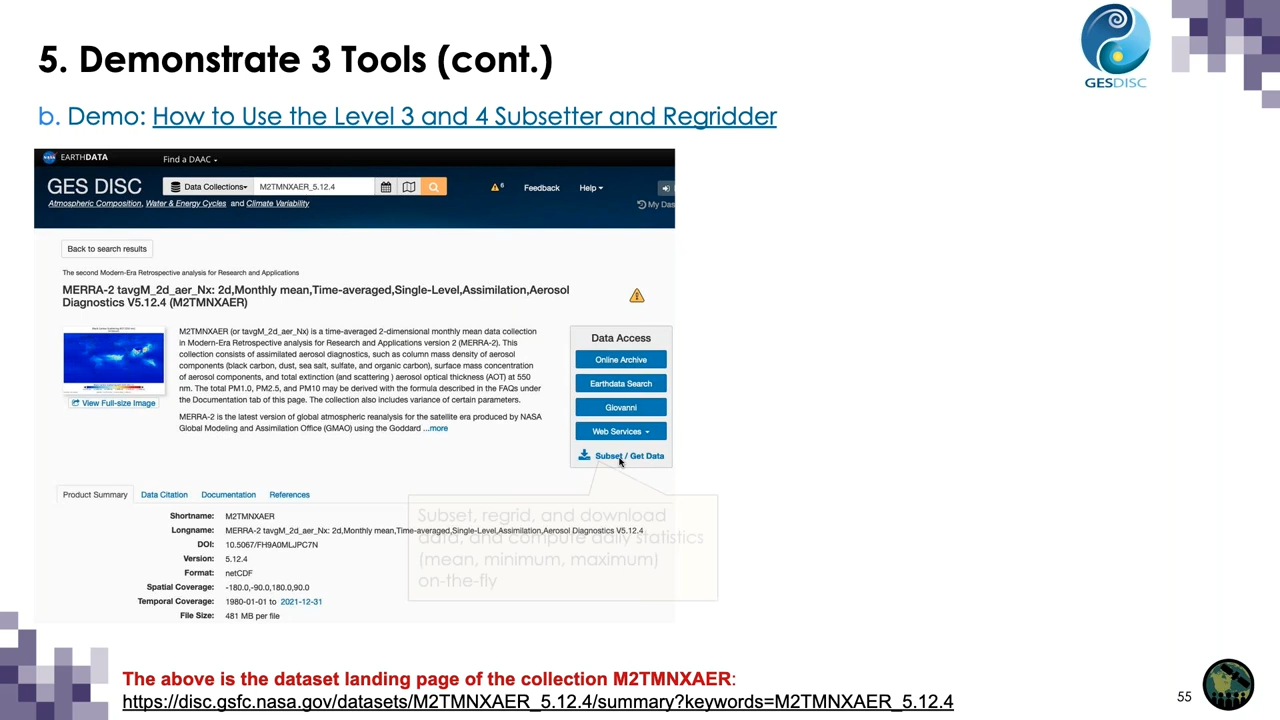 5. Demonstrate 3 Tools (cont.)
GES DISC
b. Demo: How to Use the Level 3 and 4 Subsetter and Regridder
EARTHDATA
Find a DAAC
GES DISC
Data Collections
M2TMNXAER_5.12.4
6
Feedback
Help
Atmospheric Composition, Water & Energy Cycles and Climate Variability
My Das
Back to search results
The second Modern-Era Retrospective analysis for Research and Applications
MERRA-2 tavgM_2d_aer_Nx: 2d,Monthly mean,Time-averaged,Single-Level,Assimilation,Aerosol
Diagnostics V5.12.4 (M2TMNXAER)
M2TMNXAER (or tavgM_2d_aer_Nx) is a time-averaged 2-dimensional monthly mean data collection
in Modern-Era Retrospective analysis for Research and Applications version 2 (MERRA-2). This
collection consists of assimilated aerosol diagnostics, such as column mass density of aerosol
components (black carbon, dust, sea salt, sulfate, and organic carbon), surface mass concentration
of aerosol components, and total extinction (and scattering ) aerosol optical thickness (AOT) at 550
nm. The total PM1.0, PM2.5, and PM10 may be derived with the formula described in the FAQs under
the Documentation tab of this page. The collection also includes variance of certain parameters.
View Full-size Image
MERRA-2 is the latest version of global atmospheric reanalysis for the satellite era produced by NASA
Global Modeling and Assimilation Office (GMAO) using the Goddard ...more
Data Access
Online Archive
Earthdata Search
Giovanni
Web Services
Subset / Get Data
Product Summary
Data Citation
Documentation
References
Subset, regrid, and download
data, and compute daily statistics
(mean, minimum, maximum)
on-the-fly
Shortname: M2TMNXAER
Longname: MERRA-2 tavgM_2d_aer_Nx: 2d,Monthly mean,Time-averaged,Single-Level,Assimilation,Aerosol Diagnostics V5.12.4
DOI: 10.5067/FH9A0MLJPC7N
Version: 5.12.4
Format: netCDF
Spatial Coverage: -180.0,-90.0,180.0,90.0
Temporal Coverage: 1980-01-01 to 2021-12-31
File Size: 481 MB per file
The above is the dataset landing page of the collection M2TMNXAER:
https://disc.gsfc.nasa.gov/datasets/M2TMNXAER_5.12.4/summary?keywords=M2TMNXAER_5.12.4
55